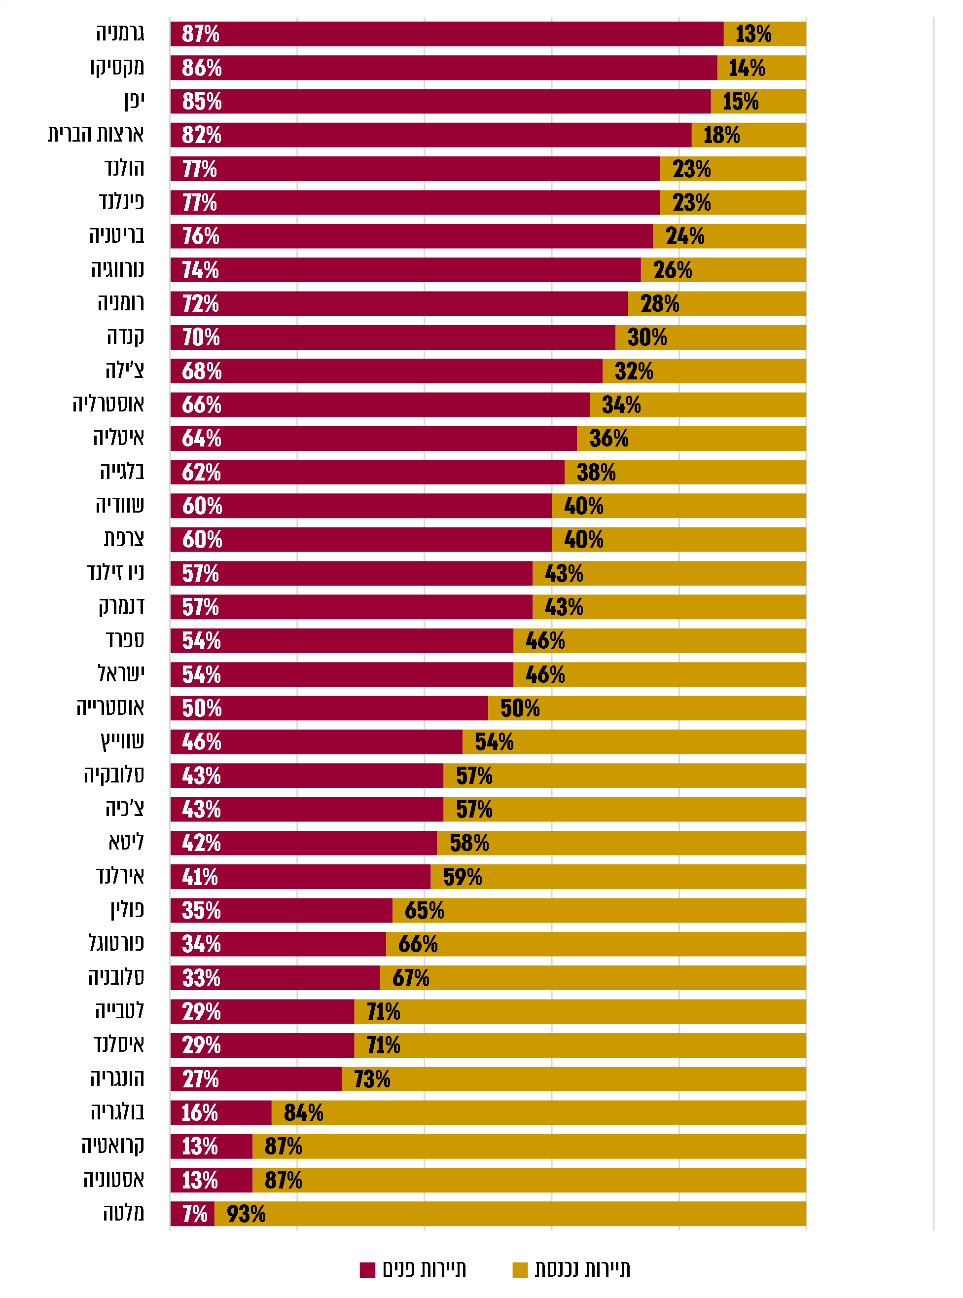 גרמניה 87% 13%
מקסיקו 86% 14%
יפן 85% 15%
ארצות הברית 82% 18%
הולנד 77% 23%
פינלנד 77% 23%
בריטניה 76% 24%
נורווגיה 74% 26%
רומניה 72% 28%
קנדה 70% 30%
צ'ילה 68% 32%
אוסטרליה 66% 34%
איטליה 64% 36%
בלגייה 62% 38%
שוודיה 60% 40%
צרפת 60% 40%
ניו זילנד 57% 43%
דנמרק 57% 43%
ספרד 54% 46%
ישראל 54% 46%
אוסטרייה 50% 50%
שווייץ 46% 54%
סלובקיה 43% 57%
צ'כיה 43% 57%
ליטא 42% 58%
אירלנד 41% 59%
פולין 35% 65%
פורטוגל 34% 66%
סלובניה 33% 67%
לטבייה 29% 71%
איסלנד 29% 71%
הונגריה 27% 73%
בולגריה 16% 84%
קרואטיה 13% 87%
אסטוניה 13% 87%
מלטה 7% 93%
תיירות פנים תיירות נכנסת